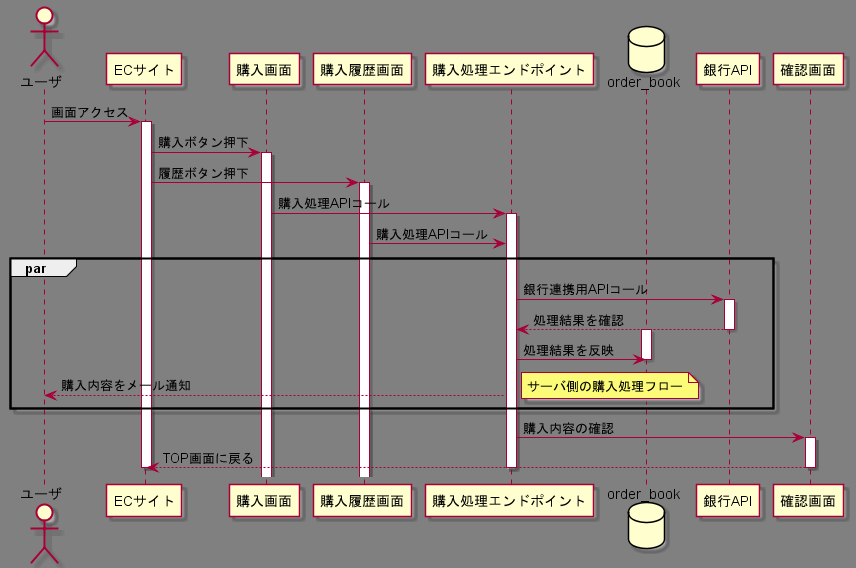 ユーザ
ECサイト
購入画面
購入履歴画面
購入処理エンドポイント
order_book
銀行API
確認画面
画面アクセス
購入ボタン押下
履歴ボタン押下
購入処理APIコール
購入処理APIコール
par
銀行連携用APIコール
処理結果を確認
処理結果を反映
サーバ側の購入処理フロー
購入内容をメール通知
購入内容の確認
TOP画面に戻る
ユーザ
ECサイト
購入画面
購入履歴画面
購入処理エンドポイント
order_book
銀行API
確認画面